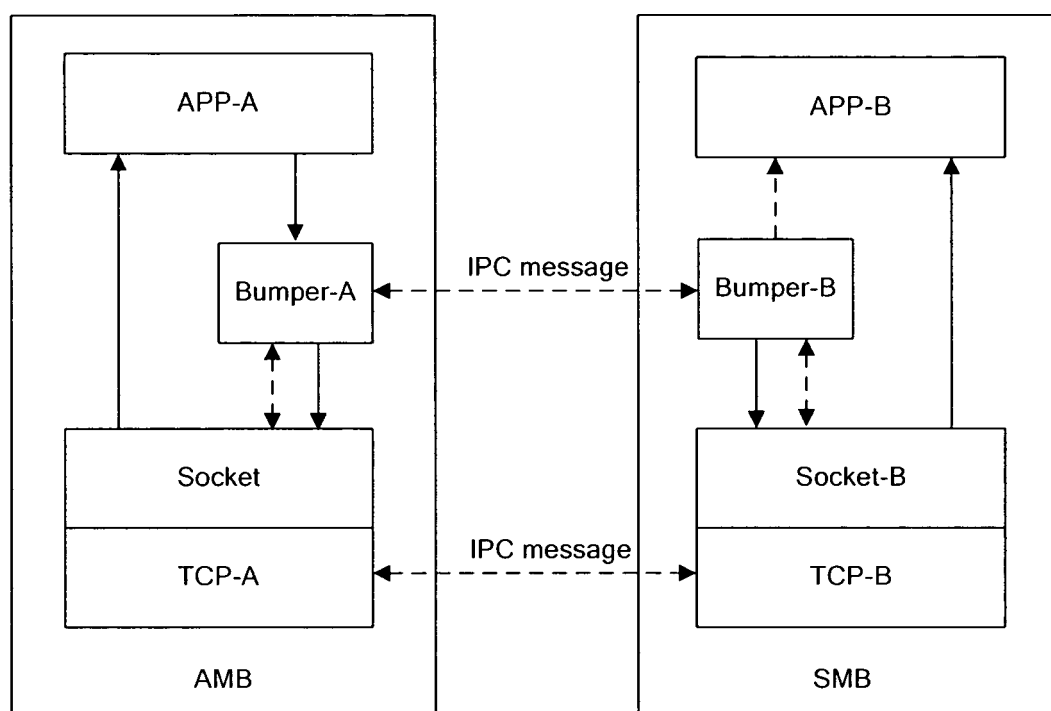 APP-A
APP-B
IPC message
Bumper-A
Bumper-B
Socket
Socket-B
IPC message
TCP-A
TCP-B
AMB
SMB